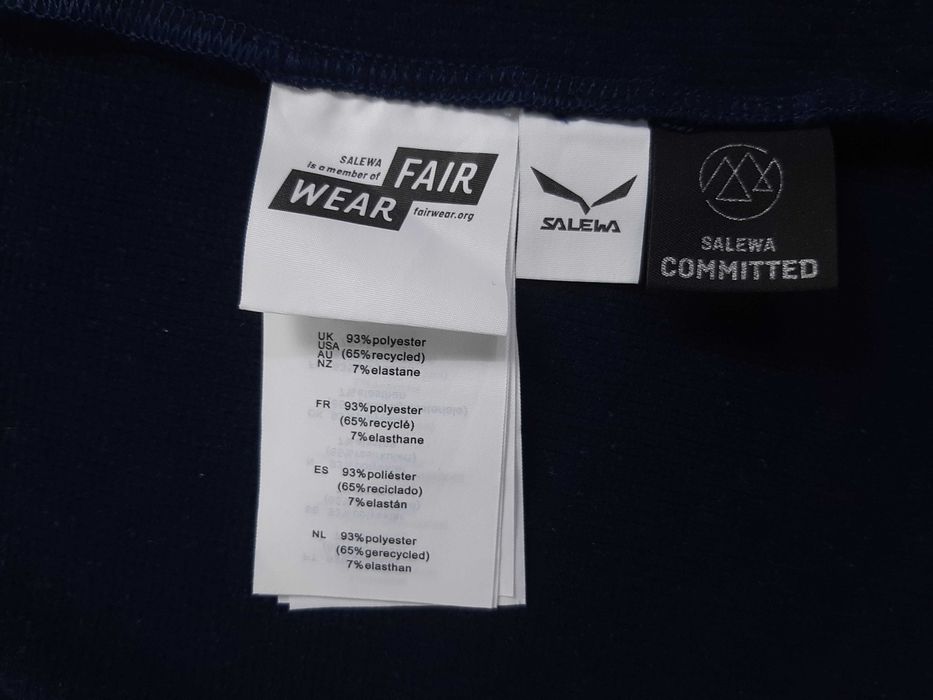 SALEWA
is a member of
FAIR
WEAR
fairwear.org
SALEWA
SALEWA
COMMITTED
UK
USA
AU
NZ
93%polyester
(65%recycled)
7%elastane
FR 93%polyester
(65%recyclé)
7%elasthane
ES 93%poliéster
(65%reciclado)
7%elastán
NL 93%polyester
(65%gerecycled)
7%elasthan